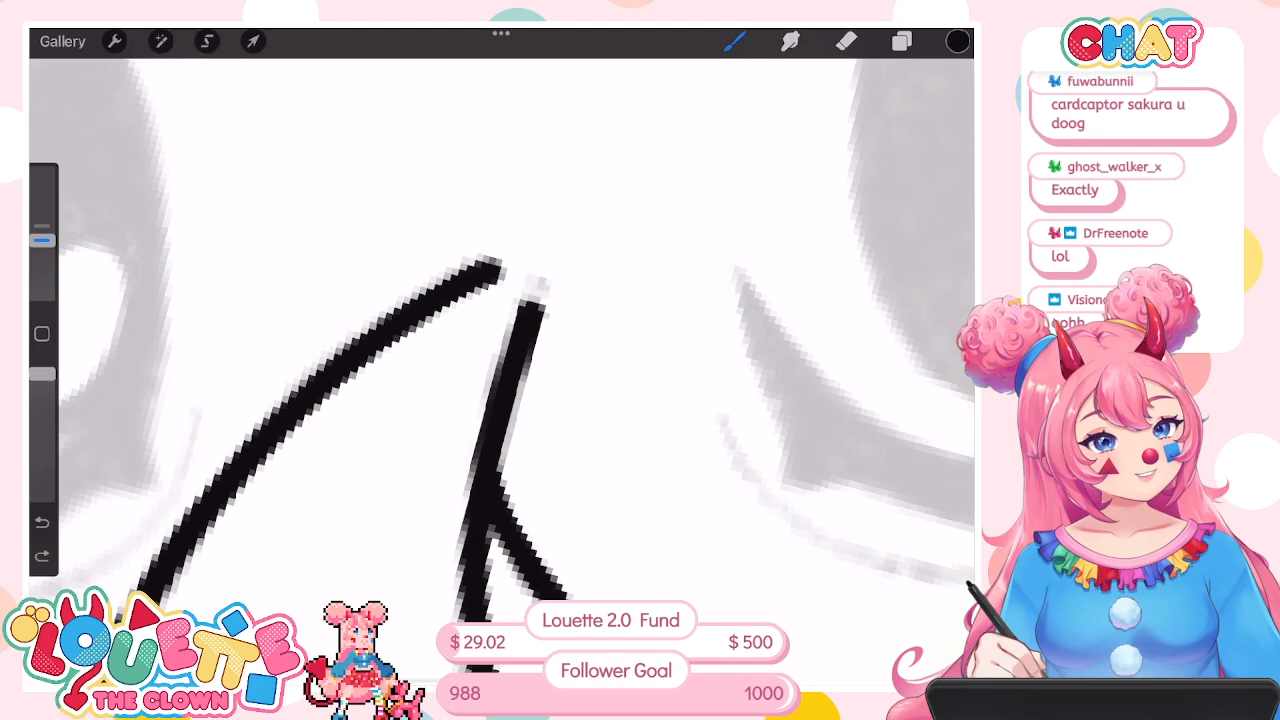 Gallery
CHAT
fuwabunnii
cardcaptor sakura u
doog
ghost_walker_x
Exactly
DrFreenote
lol
LOUETTE
THE CLOWN
Louette 2.0 Fund
$ 29.02
$ 500
Follower Goal
988
1000